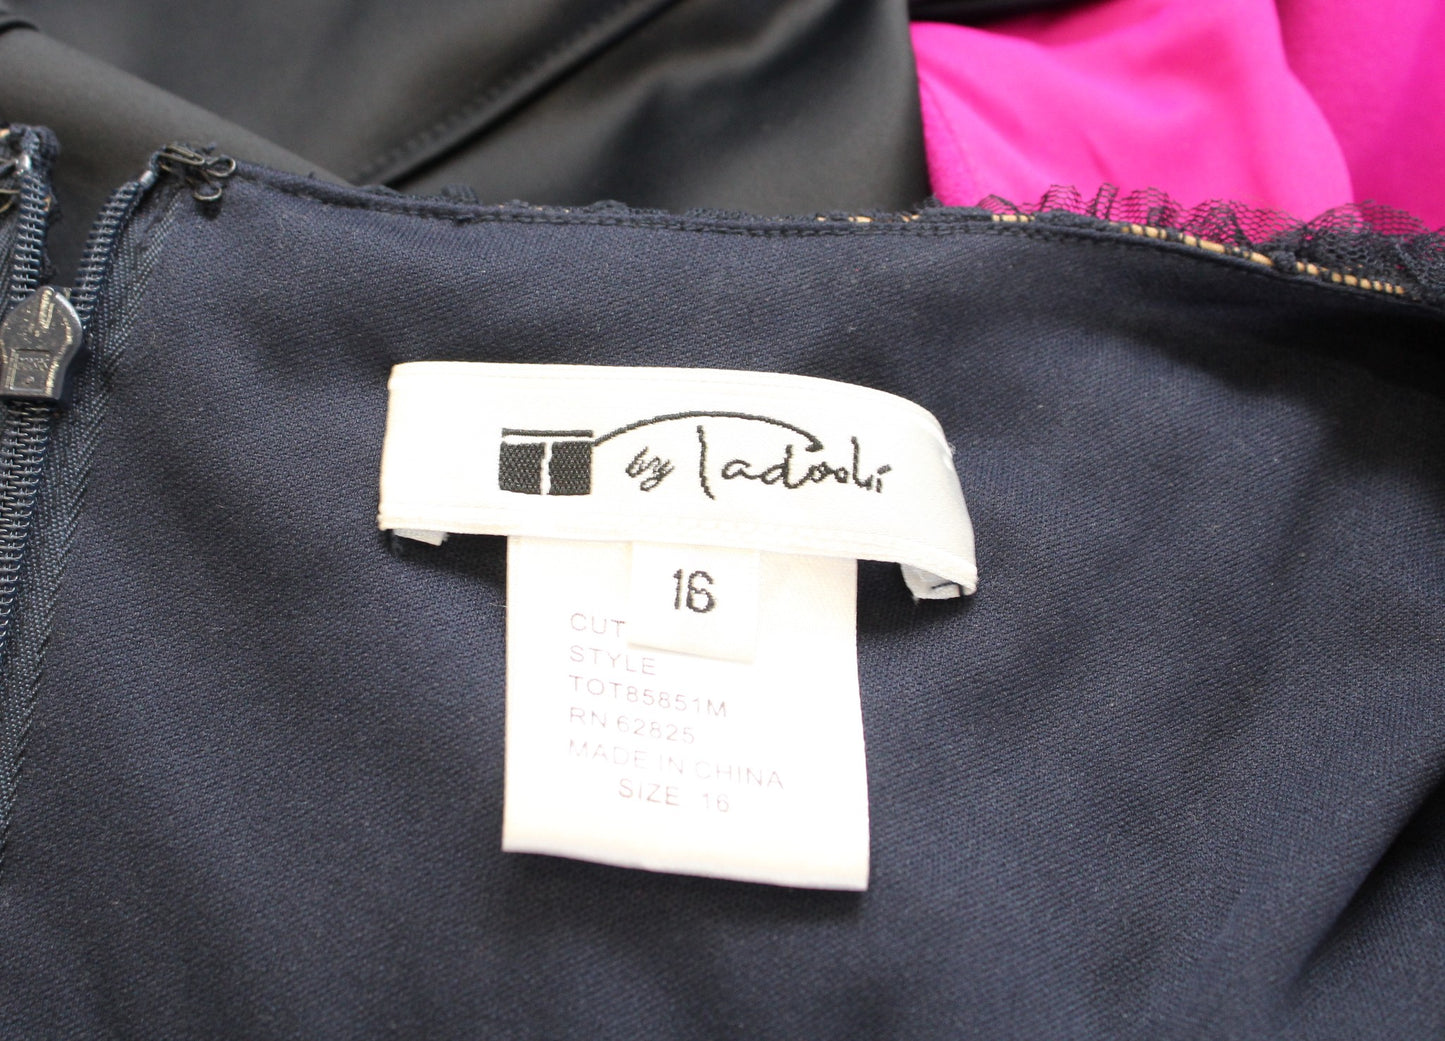 T by Tadashi
16
CUT
STYLE
TOT85851M
RN 62825
MADE IN CHINA
SIZE 16